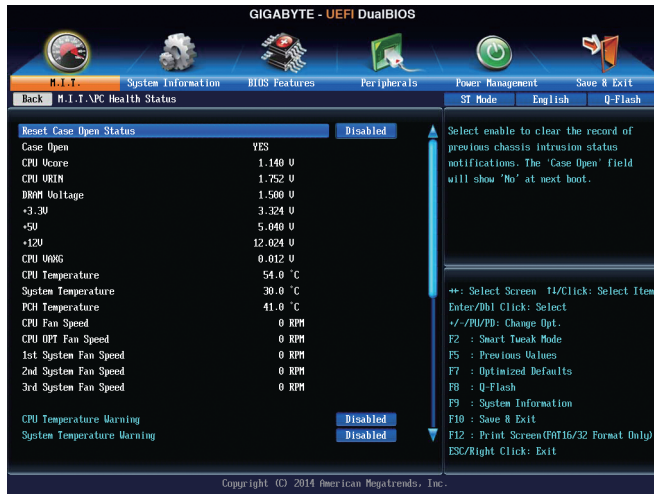 GIGABYTE - UEFI DualBIOS
M.I.T. System Information BIOS Features Peripherals Power Management Save & Exit
Back M.I.T.\PC Health Status ST Mode English Q-Flash
Reset Case Open Status Disabled
Case Open YES
CPU Vcore 1.140 V
CPU VRIN 1.752 V
DRAM Voltage 1.500 V
+3.3V 3.324 V
+5V 5.040 V
+12V 12.024 V
CPU VAXG 0.012 V
CPU Temperature 54.0 °C
System Temperature 30.0 °C
PCH Temperature 41.0 °C
CPU Fan Speed 0 RPM
CPU OPT Fan Speed 0 RPM
1st System Fan Speed 0 RPM
2nd System Fan Speed 0 RPM
3rd System Fan Speed 0 RPM
CPU Temperature Warning Disabled
System Temperature Warning Disabled
Select enable to clear the record of
previous chassis intrusion status
notifications. The 'Case Open' field
will show 'No' at next boot.
↔: Select Screen ↑↓/Click: Select Item
Enter/Dbl Click: Select
+/-/PU/PD: Change Opt.
F2 : Smart Tweak Mode
F5 : Previous Values
F7 : Optimized Defaults
F8 : Q-Flash
F9 : System Information
F10 : Save & Exit
F12 : Print Screen(FAT16/32 Format Only)
ESC/Right Click: Exit
Copyright (C) 2014 American Megatrends, Inc.